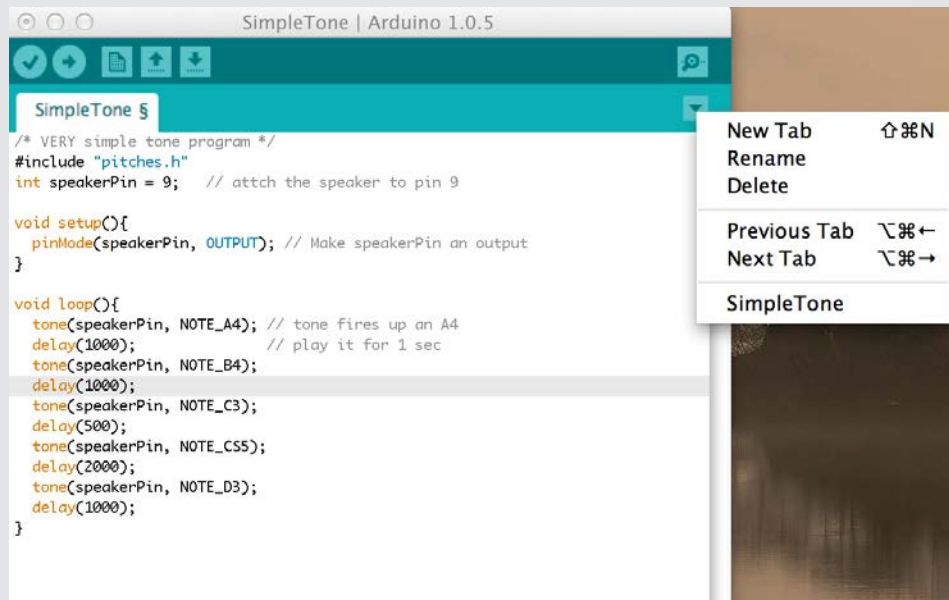 SimpleTone | Arduino 1.0.5
SimpleTone §
/* VERY simple tone program */
#include "pitches.h"
int speakerPin = 9;   // attch the speaker to pin 9
void setup(){
  pinMode(speakerPin, OUTPUT); // Make speakerPin an output
}
void loop(){
  tone(speakerPin, NOTE_A4); // tone fires up an A4
  delay(1000);             // play it for 1 sec
  tone(speakerPin, NOTE_B4);
  delay(1000);
  tone(speakerPin, NOTE_C3);
  delay(500);
  tone(speakerPin, NOTE_CS5);
  delay(2000);
  tone(speakerPin, NOTE_D3);
  delay(1000);
}
New Tab ⇧⌘N
Rename
Delete
Previous Tab ⌥⌘←
Next Tab ⌥⌘→
SimpleTone